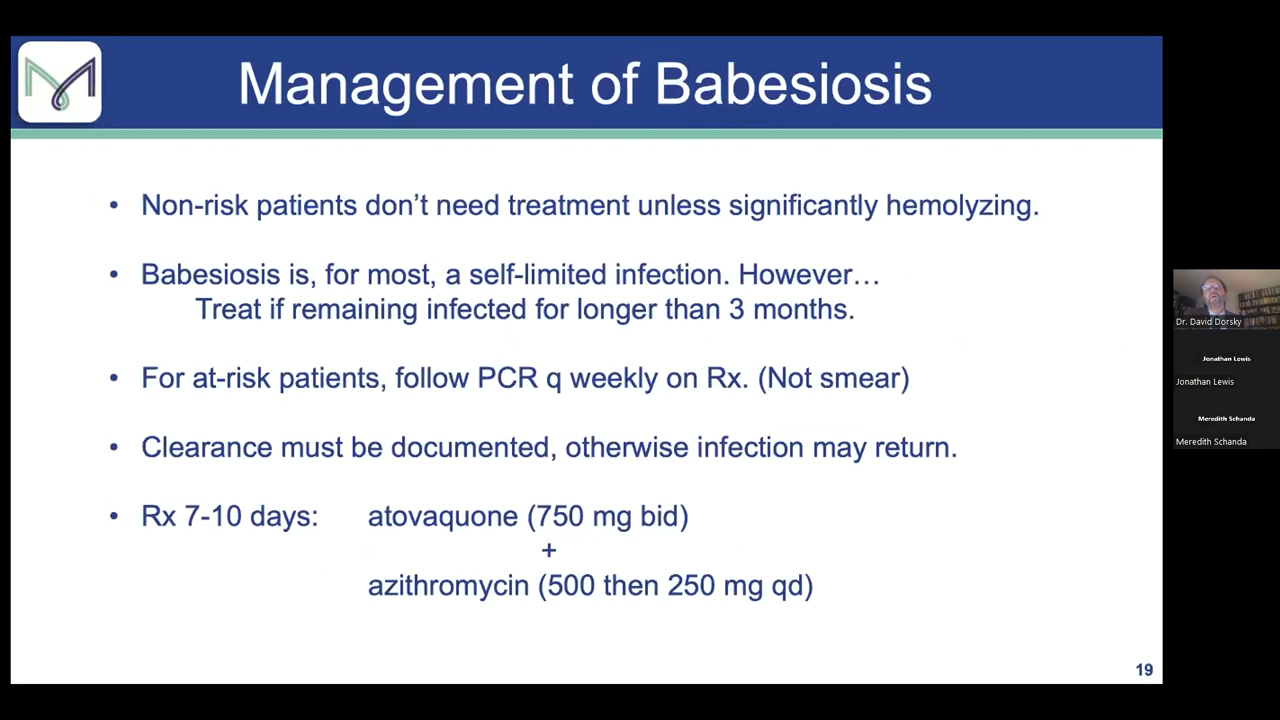 Management of Babesiosis
• Non-risk patients don’t need treatment unless significantly hemolyzing.
• Babesiosis is, for most, a self-limited infection. However…
Treat if remaining infected for longer than 3 months.
• For at-risk patients, follow PCR q weekly on Rx. (Not smear)
• Clearance must be documented, otherwise infection may return.
• Rx 7-10 days: atovaquone (750 mg bid)
+
azithromycin (500 then 250 mg qd)
19
Dr. David Dorsky
Jonathan Lewis
Jonathan Lewis
Meredith Schanda
Meredith Schanda